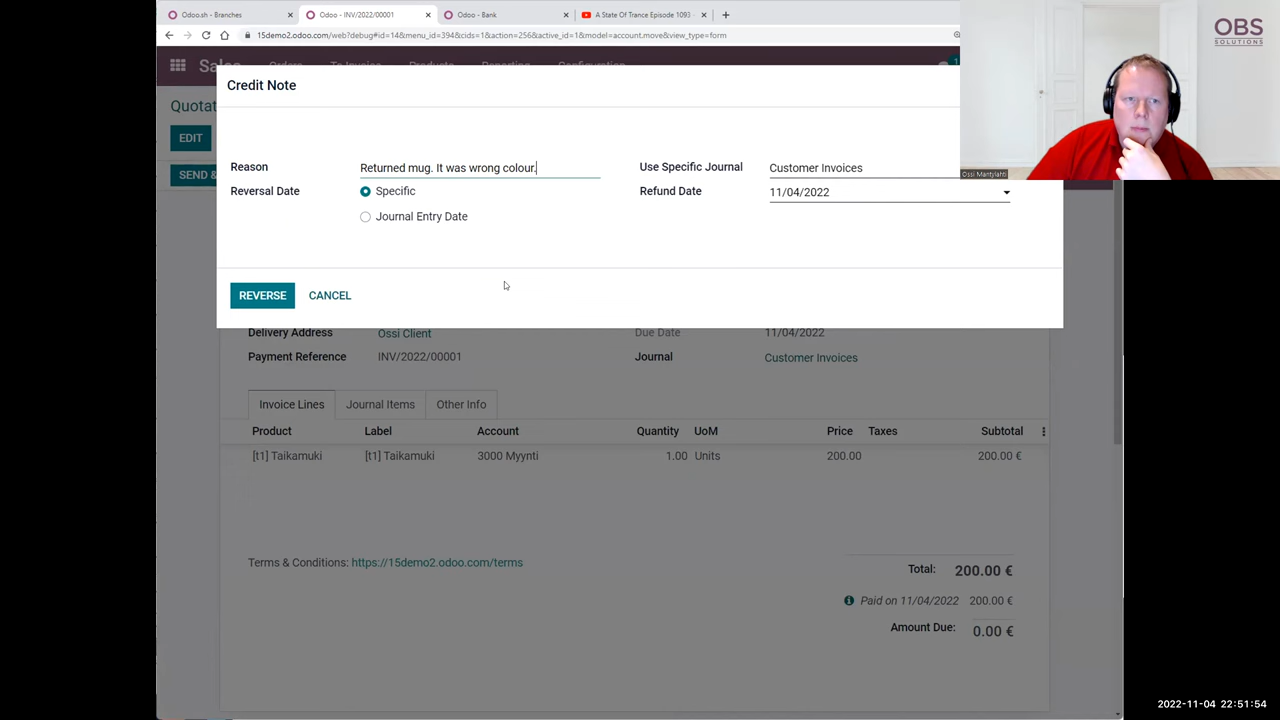 Odoo.sh - Branches
Odoo - INV/2022/00001
Odoo - Bank
A State Of Trance Episode 1093
15demo2.odoo.com/web?debug#id=14&menu_id=394&cids=1&action=256&active_id=1&model=account.move&view_type=form
OBS
SOLUTIONS
Sales Orders To Invoice Products Reporting Configuration
Credit Note
Quotat
EDIT
SEND &
Reason Returned mug. It was wrong colour.
Use Specific Journal Customer Invoices
Ossi Mantylahti
Reversal Date Specific
Refund Date 11/04/2022
Journal Entry Date
REVERSE CANCEL
Delivery Address Ossi Client Due Date 11/04/2022
Payment Reference INV/2022/00001 Journal Customer Invoices
Invoice Lines Journal Items Other Info
Product Label Account Quantity UoM Price Taxes Subtotal
[t1] Taikamuki [t1] Taikamuki 3000 Myynti 1.00 Units 200.00 200.00 €
Terms & Conditions: https://15demo2.odoo.com/terms
Total: 200.00 €
Paid on 11/04/2022 200.00 €
Amount Due: 0.00 €
2022-11-04 22:51:54